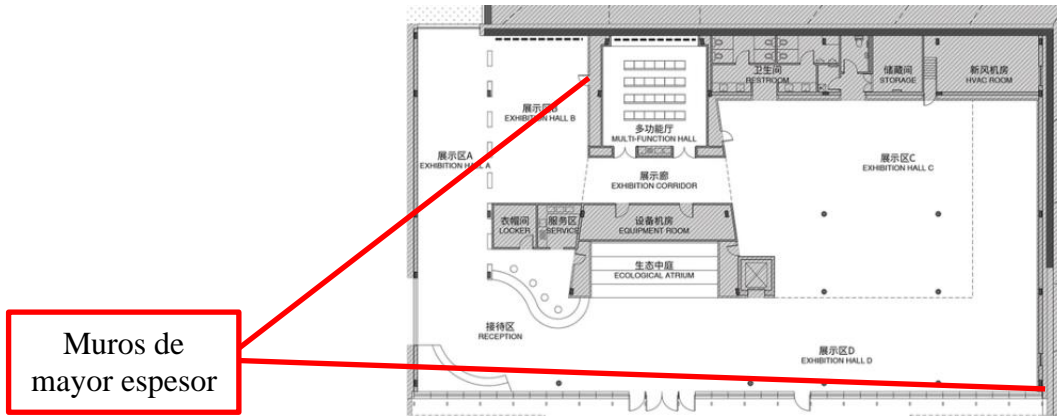 卫生间
RESTROOM
储藏间
STORAGE
新风机房
HVAC ROOM
展示区B
EXHIBITION HALL B
多功能厅
MULTI-FUNCTION HALL
展示区A
EXHIBITION HALL A
展示区C
EXHIBITION HALL C
展示廊
EXHIBITION CORRIDOR
衣帽间
LOCKER
服务区
SERVICE
设备机房
EQUIPMENT ROOM
生态中庭
ECOLOGICAL ATRIUM
接待区
RECEPTION
展示区D
EXHIBITION HALL D
Muros de
mayor espesor